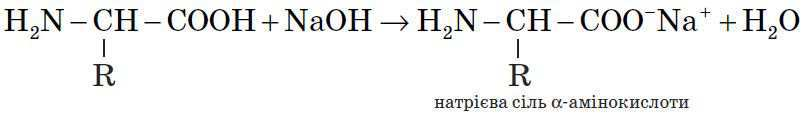 H₂N – CH – COOH + NaOH → H₂N – CH – COO⁻Na⁺ + H₂O
R R
натрієва сіль α-амінокислоти